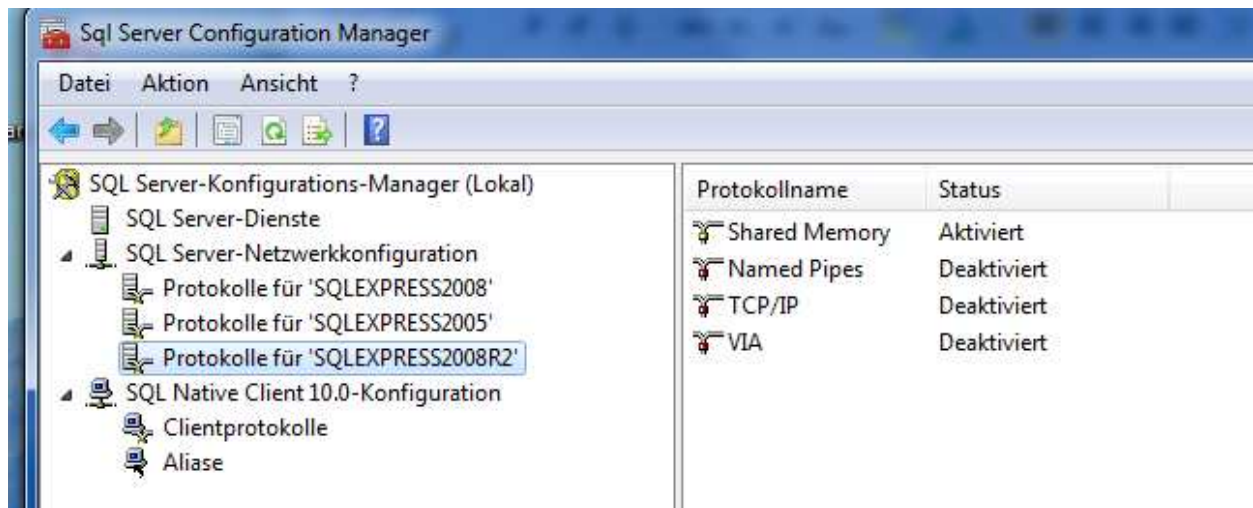 Sql Server Configuration Manager
Datei Aktion Ansicht ?
SQL Server-Konfigurations-Manager (Lokal)
SQL Server-Dienste
SQL Server-Netzwerkkonfiguration
Protokolle für 'SQLEXPRESS2008'
Protokolle für 'SQLEXPRESS2005'
Protokolle für 'SQLEXPRESS2008R2'
SQL Native Client 10.0-Konfiguration
Clientprotokolle
Aliase
Protokollname Status
Shared Memory Aktiviert
Named Pipes Deaktiviert
TCP/IP Deaktiviert
VIA Deaktiviert